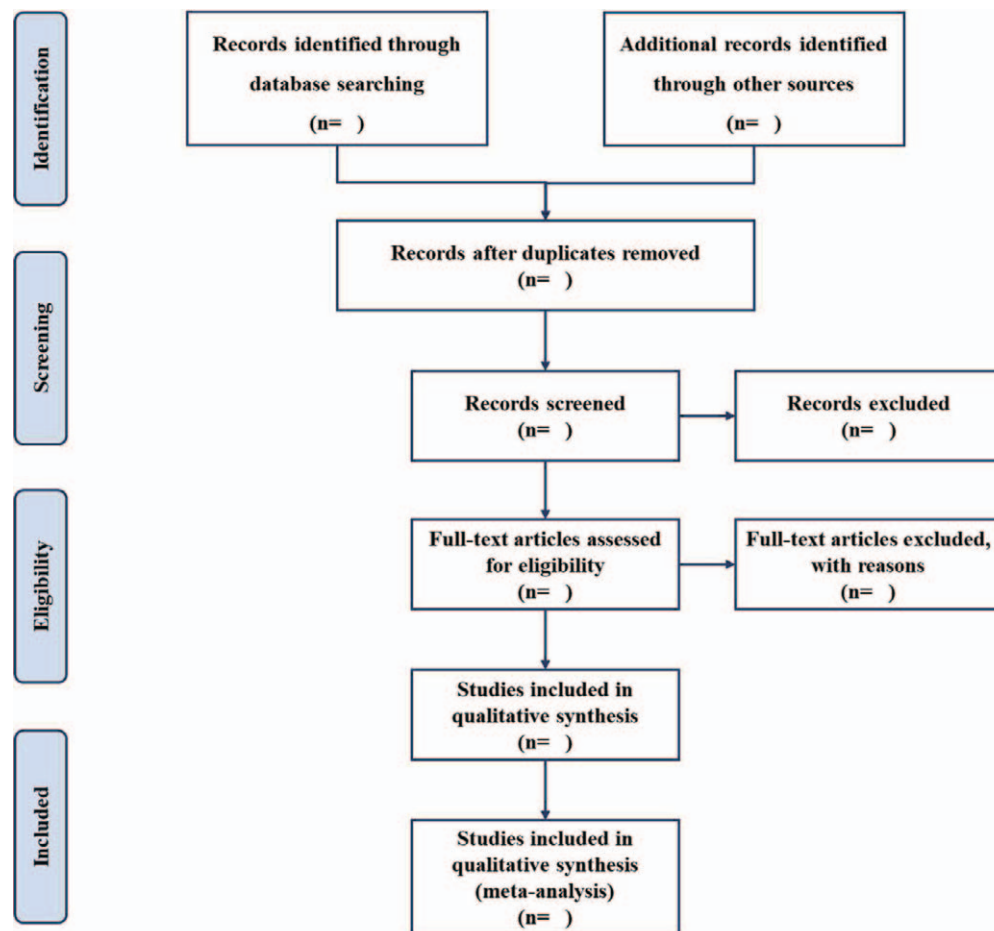 Identification
Records identified through
database searching
(n=  )
Additional records identified
through other sources
(n=  )
Records after duplicates removed
(n=  )
Screening
Records screened
(n=  )
Records excluded
(n=  )
Eligibility
Full-text articles assessed
for eligibility
(n=  )
Full-text articles excluded,
with reasons
(n=  )
Studies included in
qualitative synthesis
(n=  )
Included
Studies included in
qualitative synthesis
(meta-analysis)
(n=  )